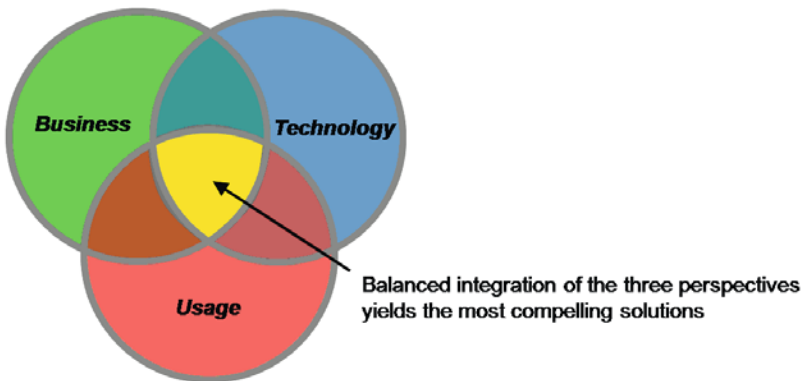 Business
Technology
Usage
Balanced integration of the three perspectives
yields the most compelling solutions